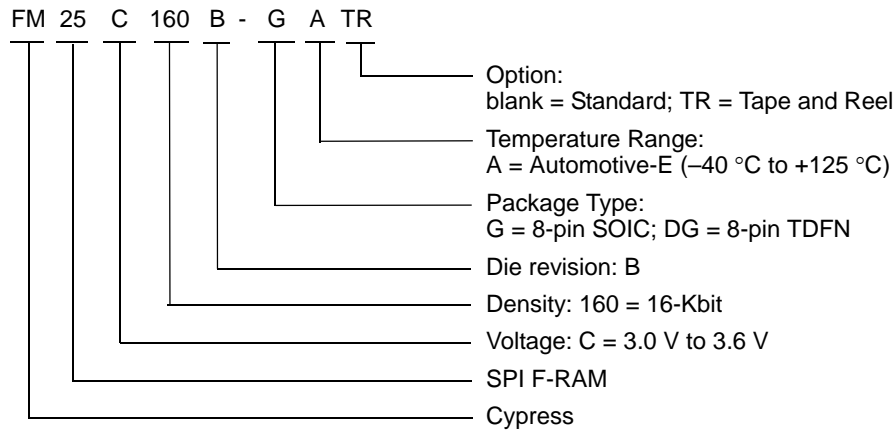 FM 25 C 160 B - G A TR
Option:
blank = Standard; TR = Tape and Reel
Temperature Range:
A = Automotive-E (–40 °C to +125 °C)
Package Type:
G = 8-pin SOIC; DG = 8-pin TDFN
Die revision: B
Density: 160 = 16-Kbit
Voltage: C = 3.0 V to 3.6 V
SPI F-RAM
Cypress